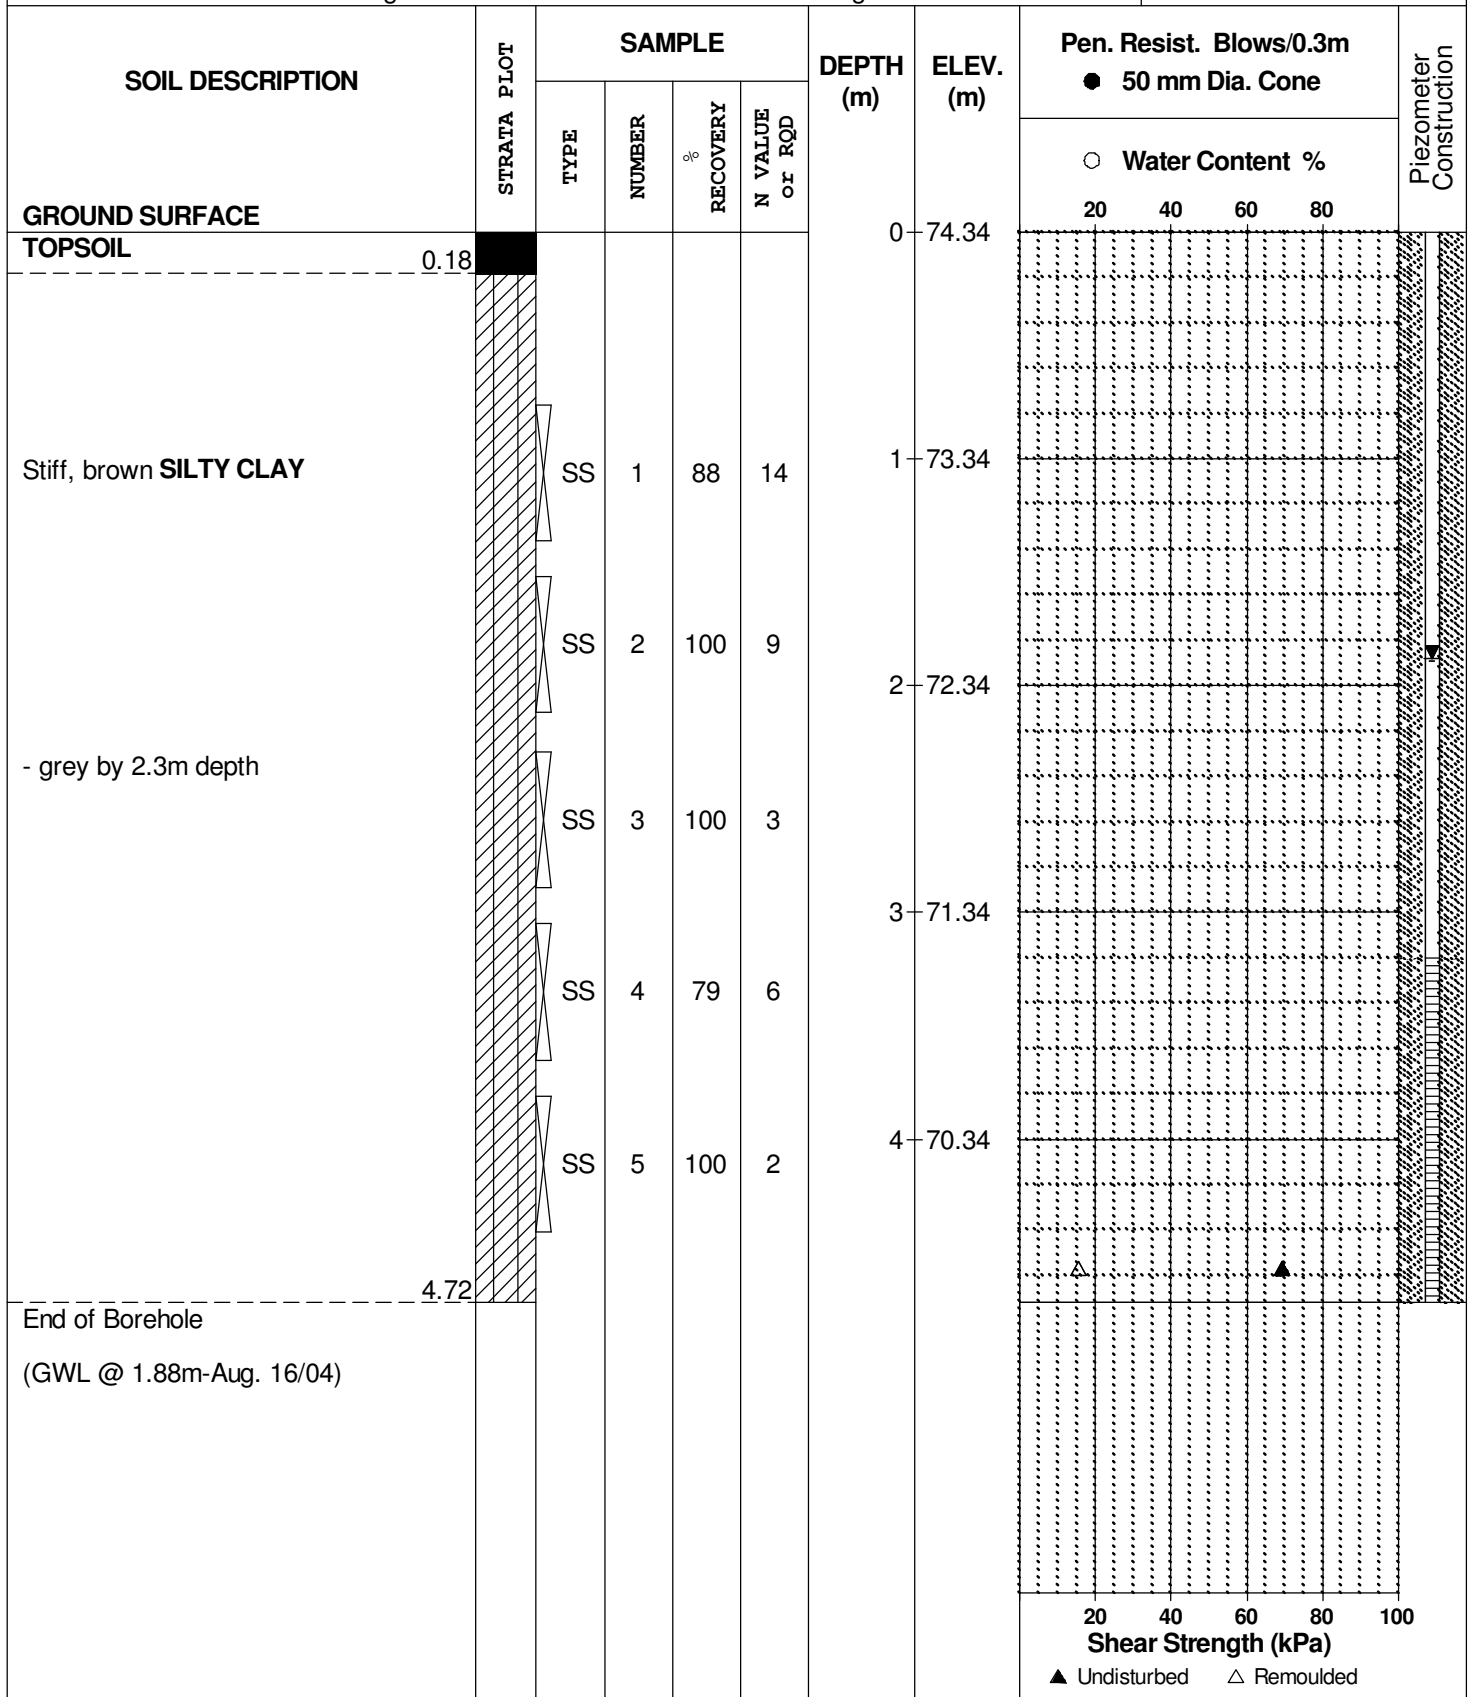 SOIL DESCRIPTION
GROUND SURFACE
STRATA PLOT
SAMPLE
TYPE
NUMBER
% RECOVERY
N VALUE or RQD
DEPTH (m)
ELEV. (m)
Pen. Resist. Blows/0.3m
● 50 mm Dia. Cone
○ Water Content %
20 40 60 80
Piezometer Construction
TOPSOIL
0.18
0 74.34
Stiff, brown SILTY CLAY
SS 1 88 14
1 73.34
SS 2 100 9
2 72.34
- grey by 2.3m depth
SS 3 100 3
3 71.34
SS 4 79 6
4 70.34
SS 5 100 2
4.72
End of Borehole
(GWL @ 1.88m-Aug. 16/04)
20 40 60 80 100
Shear Strength (kPa)
▲ Undisturbed △ Remoulded